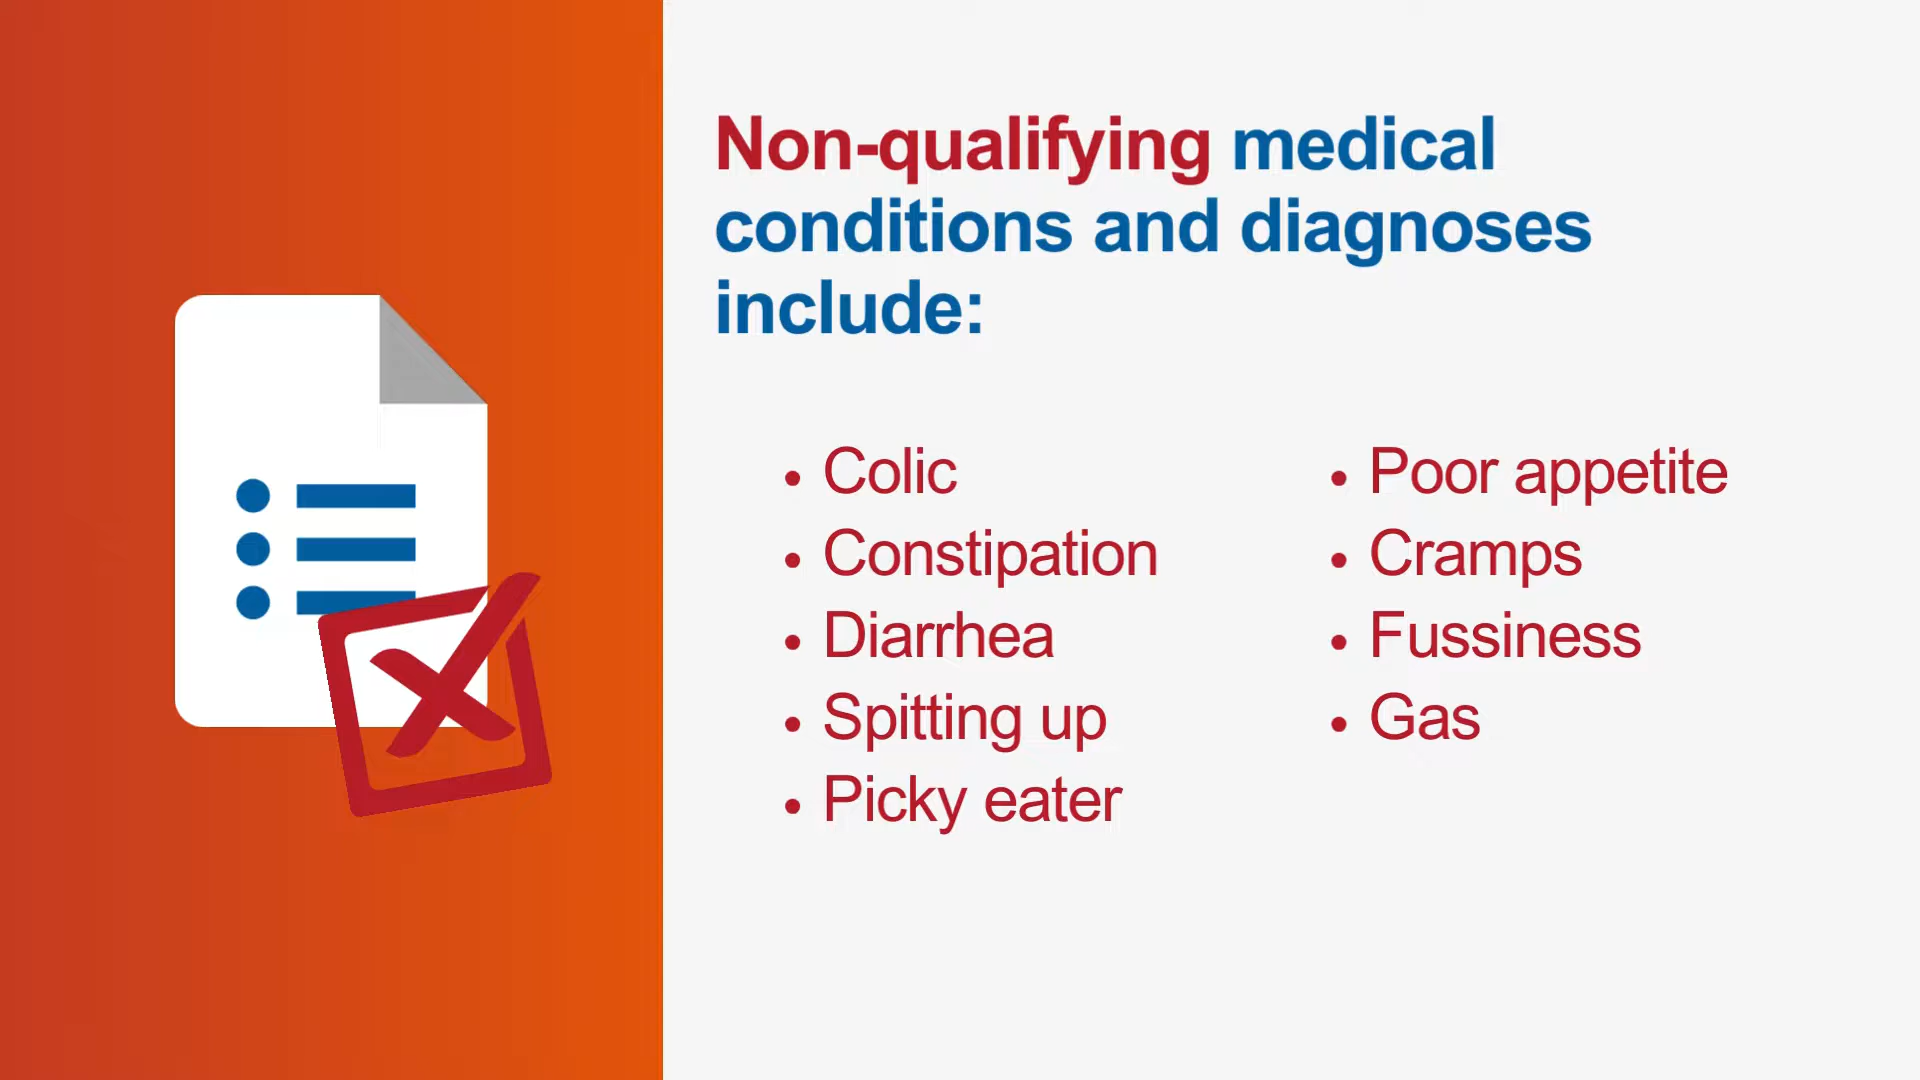 Non-qualifying medical
conditions and diagnoses
include:
• Colic
• Constipation
• Diarrhea
• Spitting up
• Picky eater
• Poor appetite
• Cramps
• Fussiness
• Gas